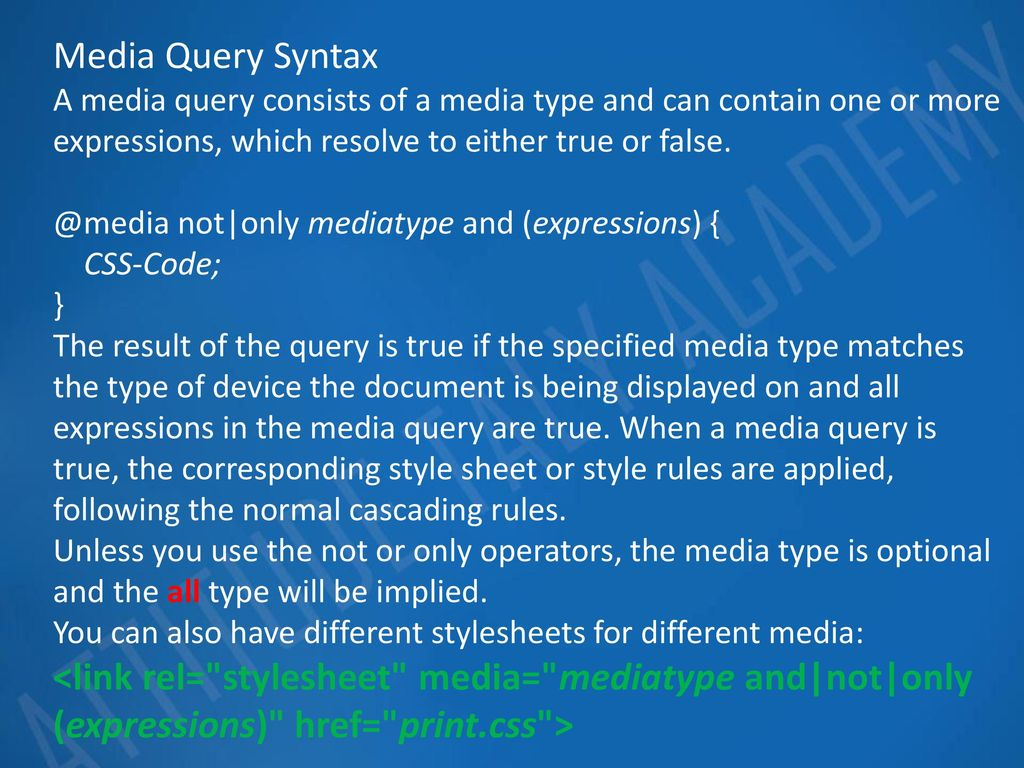 Media Query Syntax
A media query consists of a media type and can contain one or more
expressions, which resolve to either true or false.
@media not|only mediatype and (expressions) {
CSS-Code;
}
The result of the query is true if the specified media type matches
the type of device the document is being displayed on and all
expressions in the media query are true. When a media query is
true, the corresponding style sheet or style rules are applied,
following the normal cascading rules.
Unless you use the not or only operators, the media type is optional
and the all type will be implied.
You can also have different stylesheets for different media:
<link rel="stylesheet" media="mediatype and|not|only
(expressions)" href="print.css">
ACADEMY